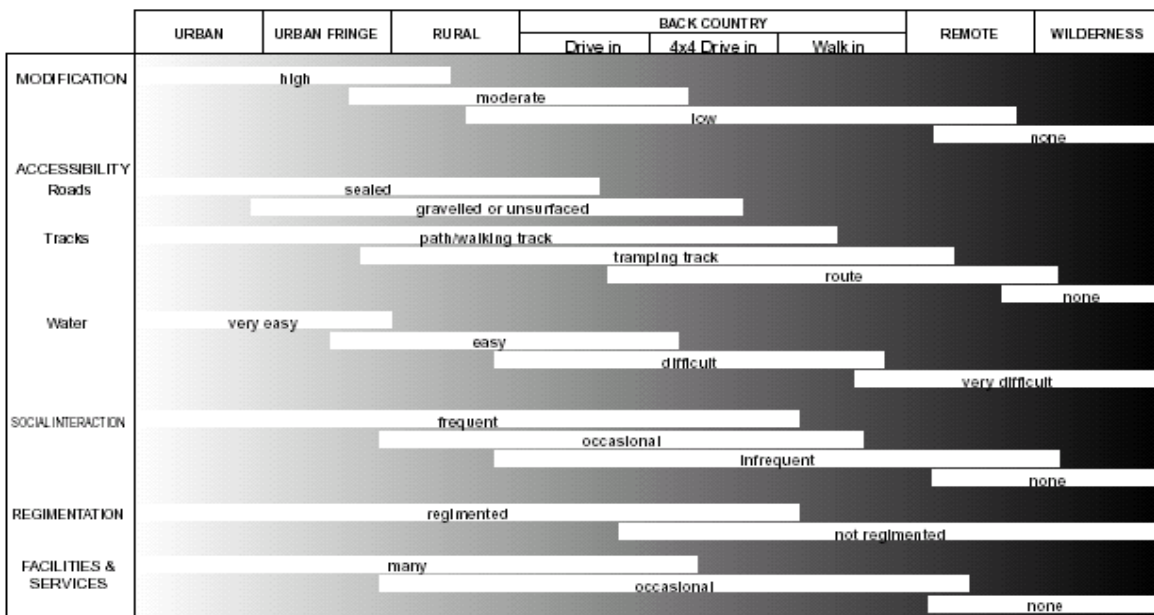 BACK COUNTRY
URBAN URBAN FRINGE RURAL REMOTE WILDERNESS
Drive in 4x4 Drive in Walk in
MODIFICATION high
moderate
low
none
ACCESSIBILITY
Roads sealed
gravelled or unsurfaced
Tracks path/walking track
tramping track
route
none
Water very easy
easy
difficult
very difficult
SOCIAL INTERACTION frequent
occasional
Infrequent
none
REGIMENTATION regimented
not regimented
FACILITIES & many
SERVICES occasional
none